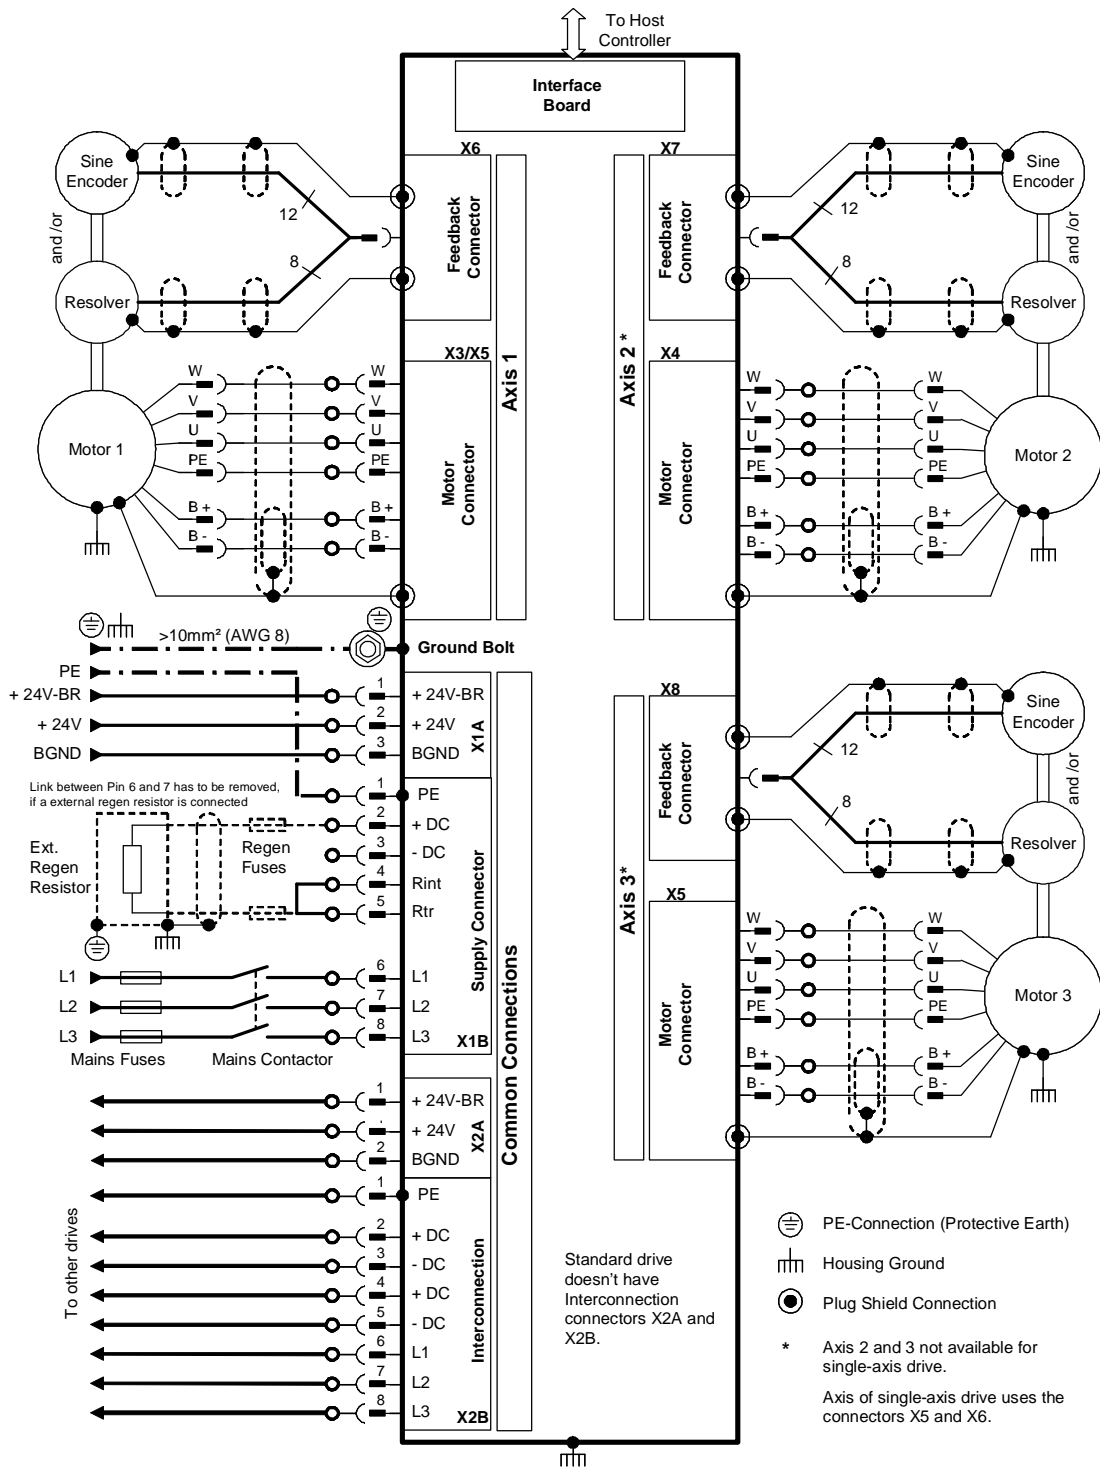 To Host
Controller
Interface
Board
X6
X7
Sine
Encoder
12
and /or
8
Resolver
Feedback
Connector
Axis 1
X3/X5
W
W
V
V
U
U
PE
PE
B +
B +
B -
B -
Motor 1
Motor
Connector
Axis 2 *
Feedback
Connector
Sine
Encoder
12
and /or
8
Resolver
X4
W
W
V
V
U
U
PE
PE
B +
B +
B -
B -
Motor 2
Motor
Connector
>10mm² (AWG 8)
Ground Bolt
PE
+ 24V-BR
1
+ 24V-BR
+ 24V
2
+ 24V
BGND
3
BGND
X1A
Link between Pin 6 and 7 has to be removed,
if a external regen resistor is connected
1
PE
2
+ DC
3
- DC
4
Rint
5
Rtr
Ext.
Regen
Resistor
Regen
Fuses
L1
6
L1
L2
7
L2
L3
8
L3
Supply Connector
X1B
Mains Fuses
Mains Contactor
Common Connections
1
+ 24V-BR
+ 24V
2
BGND
X2A
1
PE
2
+ DC
3
- DC
4
+ DC
5
- DC
6
L1
7
L2
8
L3
Interconnection
X2B
To other drives
X8
Axis 3*
Feedback
Connector
Sine
Encoder
12
and /or
8
Resolver
X5
W
W
V
V
U
U
PE
PE
B +
B +
B -
B -
Motor 3
Motor
Connector
Standard drive
doesn't have
Interconnection
connectors X2A and
X2B.
PE-Connection (Protective Earth)
Housing Ground
Plug Shield Connection
* Axis 2 and 3 not available for
single-axis drive.
Axis of single-axis drive uses the
connectors X5 and X6.